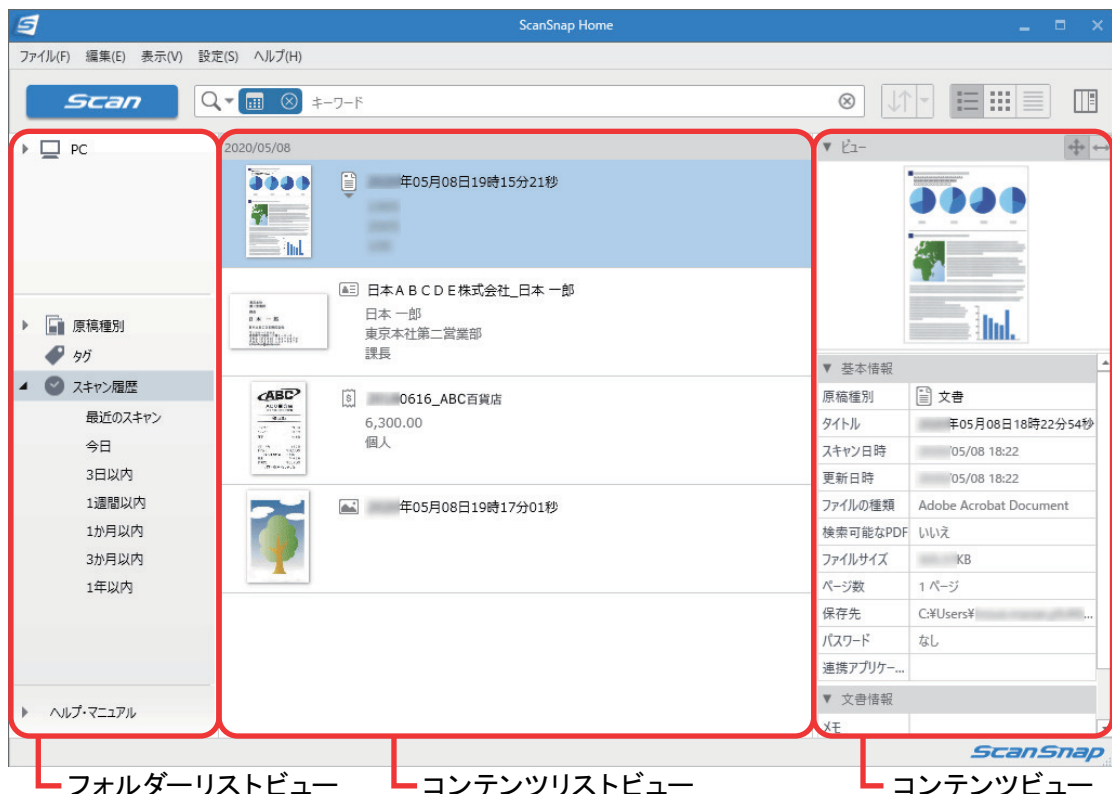 ScanSnap Home
ファイル(F) 編集(E) 表示(V) 設定(S) ヘルプ(H)
Scan
キーワード
PC
原稿種別
タグ
スキャン履歴
最近のスキャン
今日
3日以内
1週間以内
1か月以内
3か月以内
1年以内
ヘルプ・マニュアル
2020/05/08
年05月08日19時15分21秒
日本ABCDE株式会社_日本 一郎
日本 一郎
東京本社第二営業部
課長
ABC
0616_ABC百貨店
6,300.00
個人
年05月08日19時17分01秒
ビュー
基本情報
原稿種別 文書
タイトル 年05月08日18時22分54秒
スキャン日時 /05/08 18:22
更新日時 /05/08 18:22
ファイルの種類 Adobe Acrobat Document
検索可能なPDF いいえ
ファイルサイズ KB
ページ数 1 ページ
保存先 C:¥Users¥ ...
パスワード なし
連携アプリケー...
文書情報
メモ
ScanSnap
フォルダーリストビュー
コンテンツリストビュー
コンテンツビュー